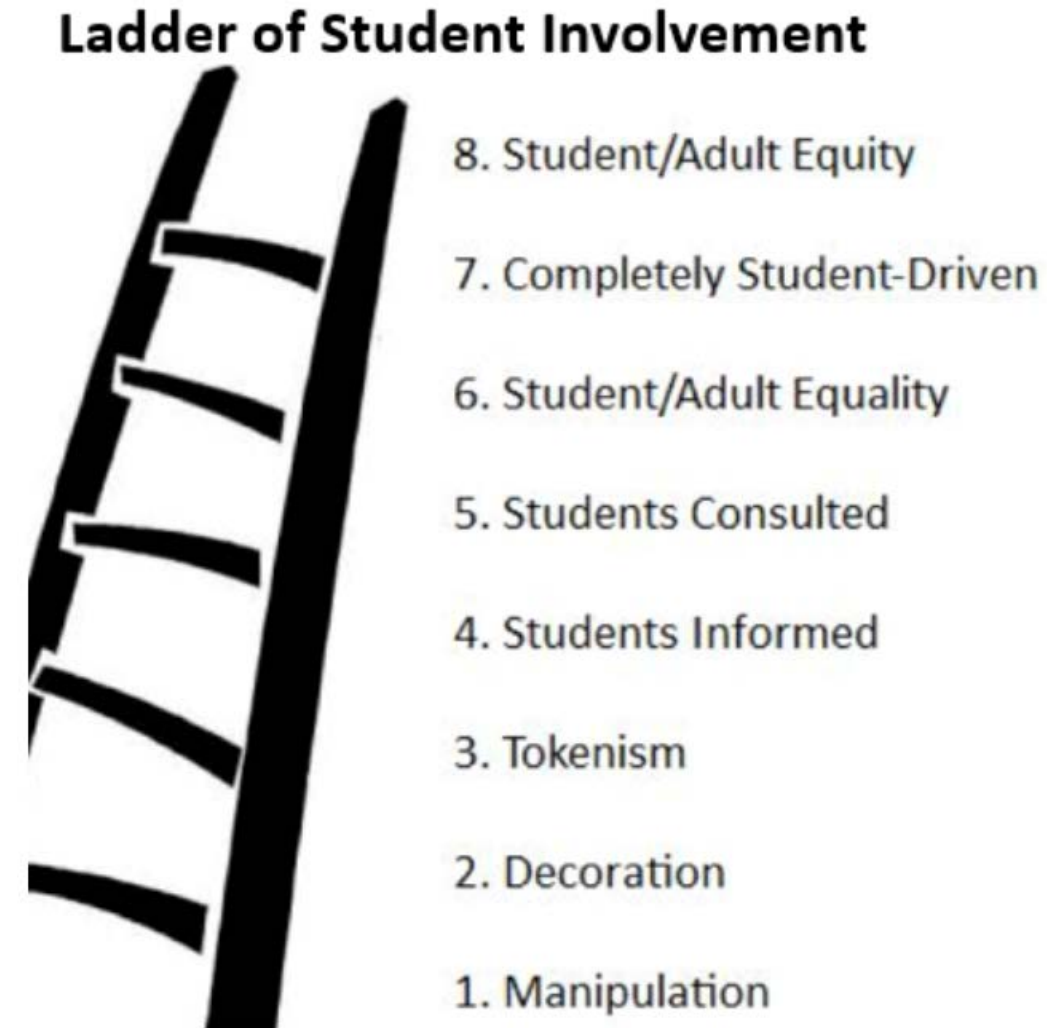 Ladder of Student Involvement
8. Student/Adult Equity
7. Completely Student-Driven
6. Student/Adult Equality
5. Students Consulted
4. Students Informed
3. Tokenism
2. Decoration
1. Manipulation